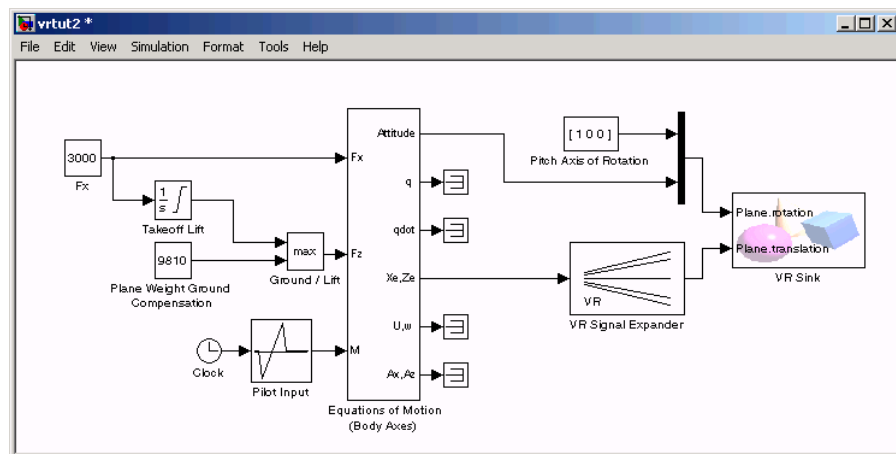 vrtut2 *
File Edit View Simulation Format Tools Help
3000
Fx
1
s
Takeoff Lift
9810
Plane Weight Ground
Compensation
max
Ground / Lift
Clock
Pilot Input
Fx
Fz
M
Attitude
q
qdot
Xe,Ze
U,w
Ax,Az
Equations of Motion
(Body Axes)
[ 1 0 0 ]
Pitch Axis of Rotation
VR
VR Signal Expander
Plane.rotation
Plane.translation
VR Sink